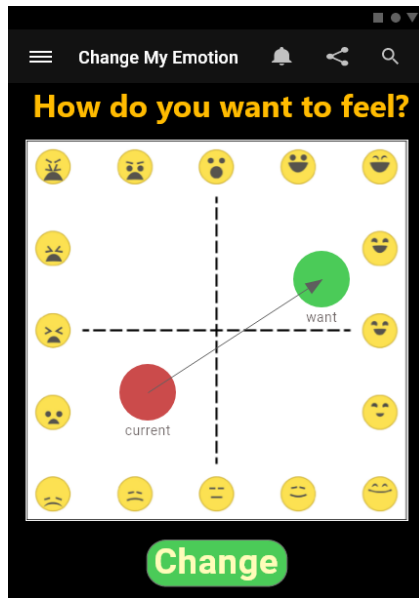 Change My Emotion
How do you want to feel?
want
current
Change